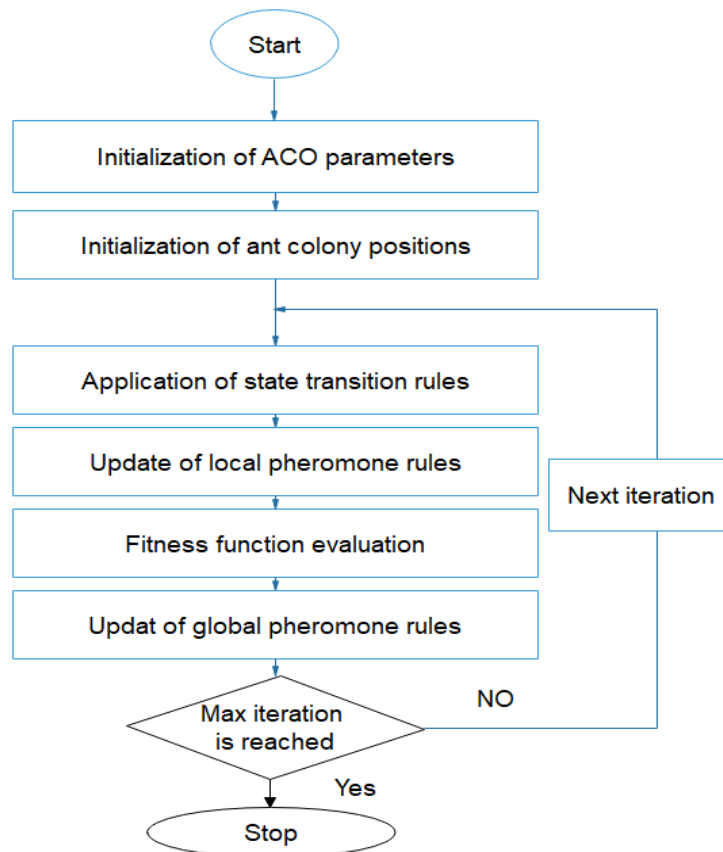 Start
Initialization of ACO parameters
Initialization of ant colony positions
Application of state transition rules
Update of local pheromone rules
Next iteration
Fitness function evaluation
Updat of global pheromone rules
Max iteration
is reached
NO
Yes
Stop